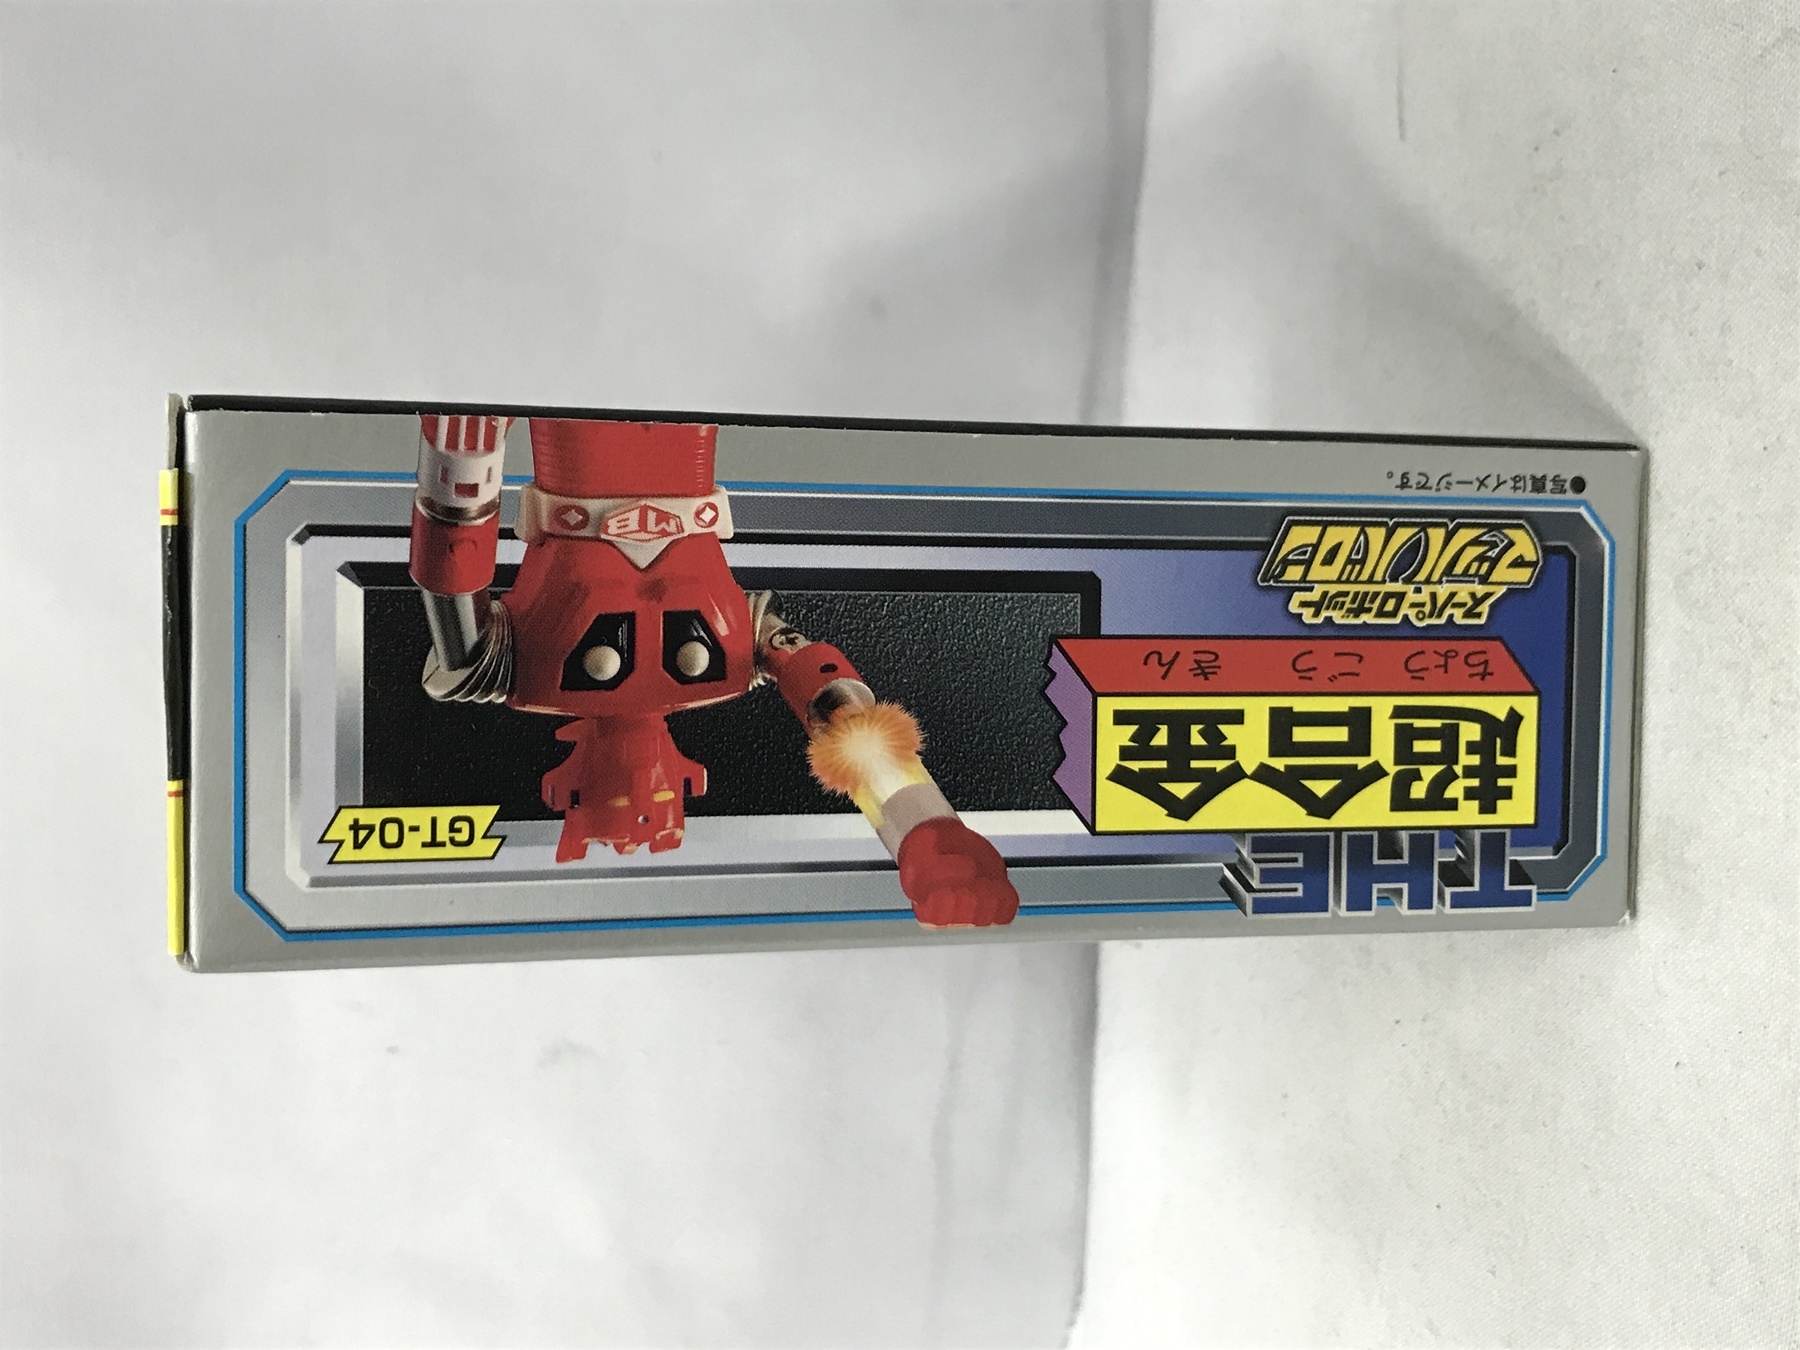 THE
超合金
ちょう ごう きん
スーパーロボット
マッハバロン
●写真はイメージです。
GT-04
MB